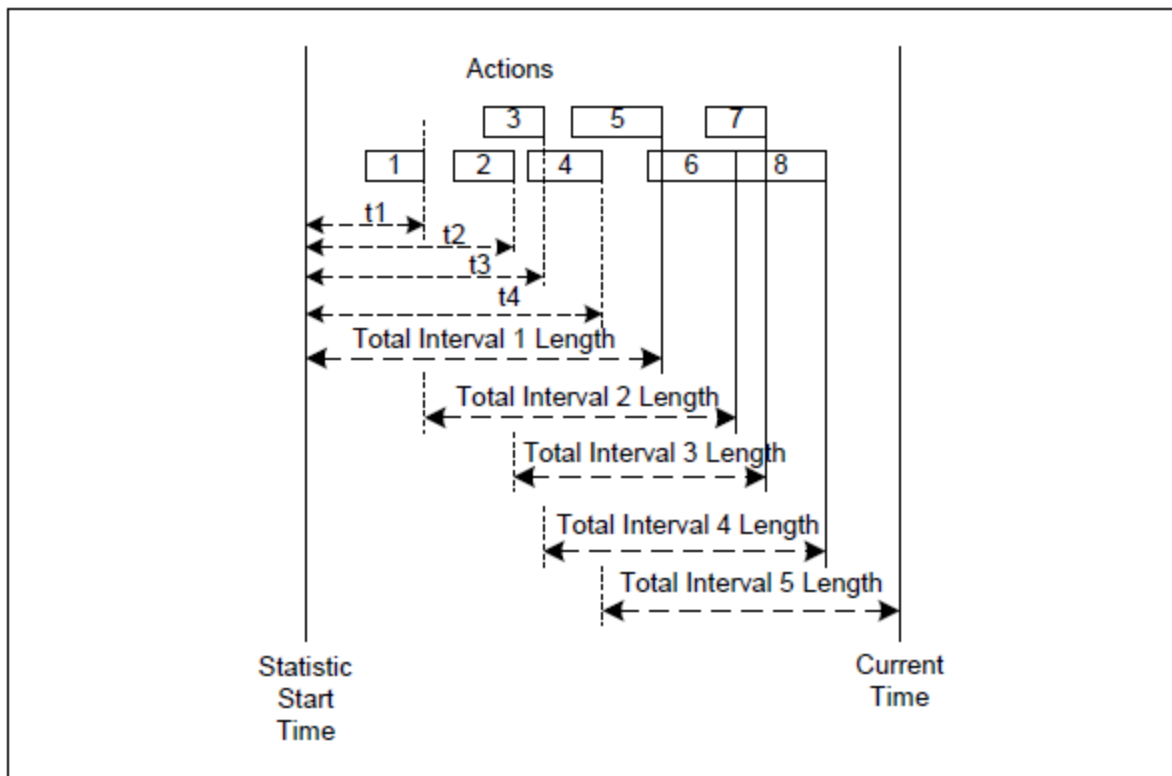 Actions
3 5 7
1 2 4 6 8
t1
t2
t3
t4
Total Interval 1 Length
Total Interval 2 Length
Total Interval 3 Length
Total Interval 4 Length
Total Interval 5 Length
Statistic
Start
Time
Current
Time